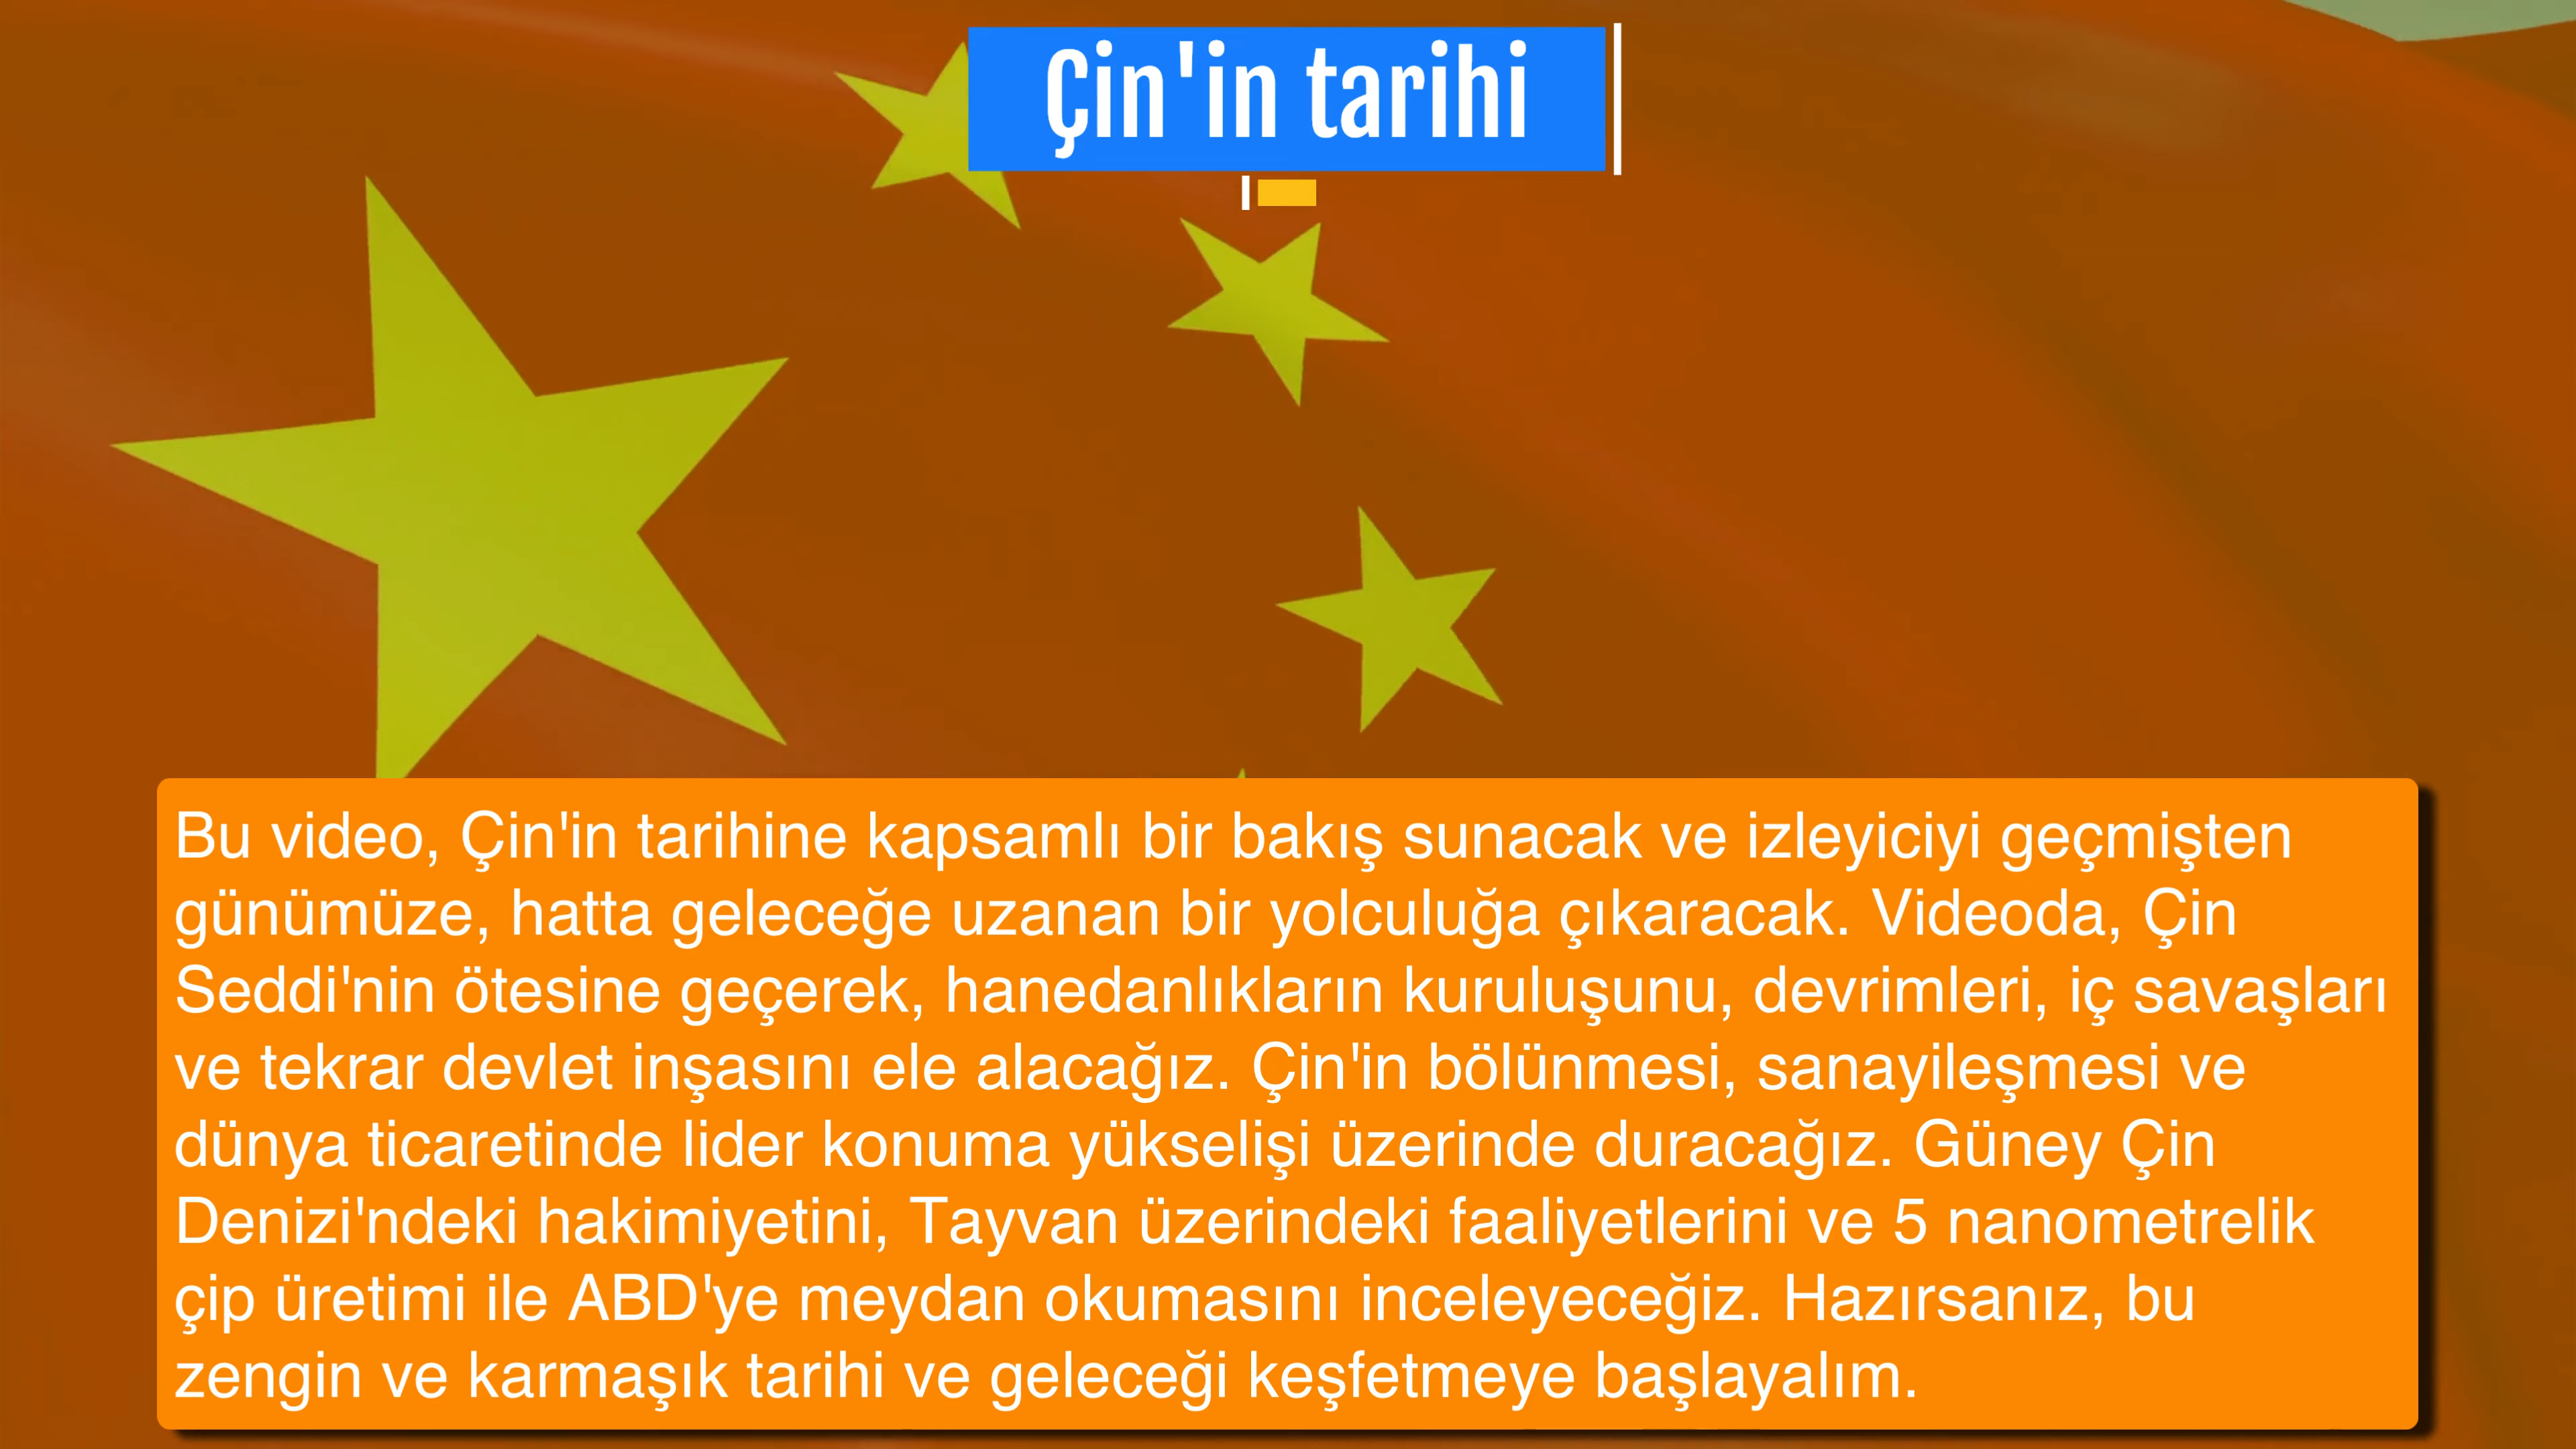 Çin'in tarihi
Bu video, Çin'in tarihine kapsamlı bir bakış sunacak ve izleyiciyi geçmişten
günümüze, hatta geleceğe uzanan bir yolculuğa çıkaracak. Videoda, Çin
Seddi'nin ötesine geçerek, hanedanlıkların kuruluşunu, devrimleri, iç savaşları
ve tekrar devlet inşasını ele alacağız. Çin'in bölünmesi, sanayileşmesi ve
dünya ticaretinde lider konuma yükselişi üzerinde duracağız. Güney Çin
Denizi'ndeki hakimiyetini, Tayvan üzerindeki faaliyetlerini ve 5 nanometrelik
çip üretimi ile ABD'ye meydan okumasını inceleyeceğiz. Hazırsanız, bu
zengin ve karmaşık tarihi ve geleceği keşfetmeye başlayalım.